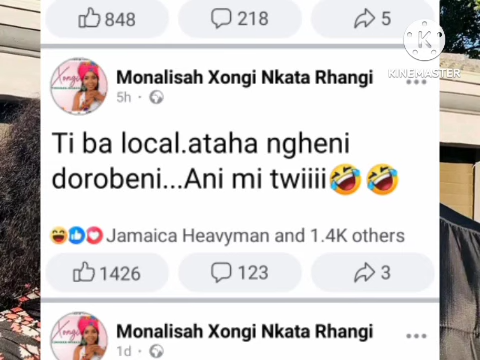 848 218 5
KINEMASTER
Monalisah Xongi Nkata Rhangi
5h
Ti ba local.ataha ngheni
dorobeni...Ani mi twiiii🤣🤣
Jamaica Heavyman and 1.4K others
1426 123 3
Monalisah Xongi Nkata Rhangi
1d